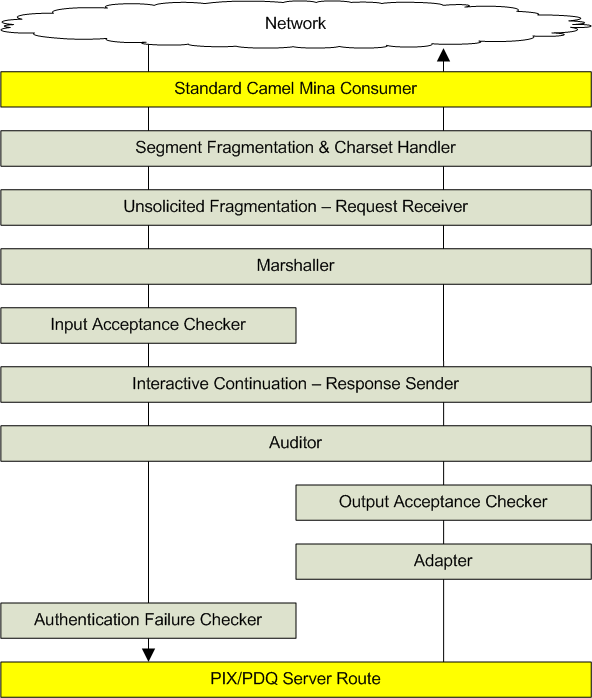 Network
Standard Camel Mina Consumer
Segment Fragmentation & Charset Handler
Unsolicited Fragmentation – Request Receiver
Marshaller
Input Acceptance Checker
Interactive Continuation – Response Sender
Auditor
Output Acceptance Checker
Adapter
Authentication Failure Checker
PIX/PDQ Server Route